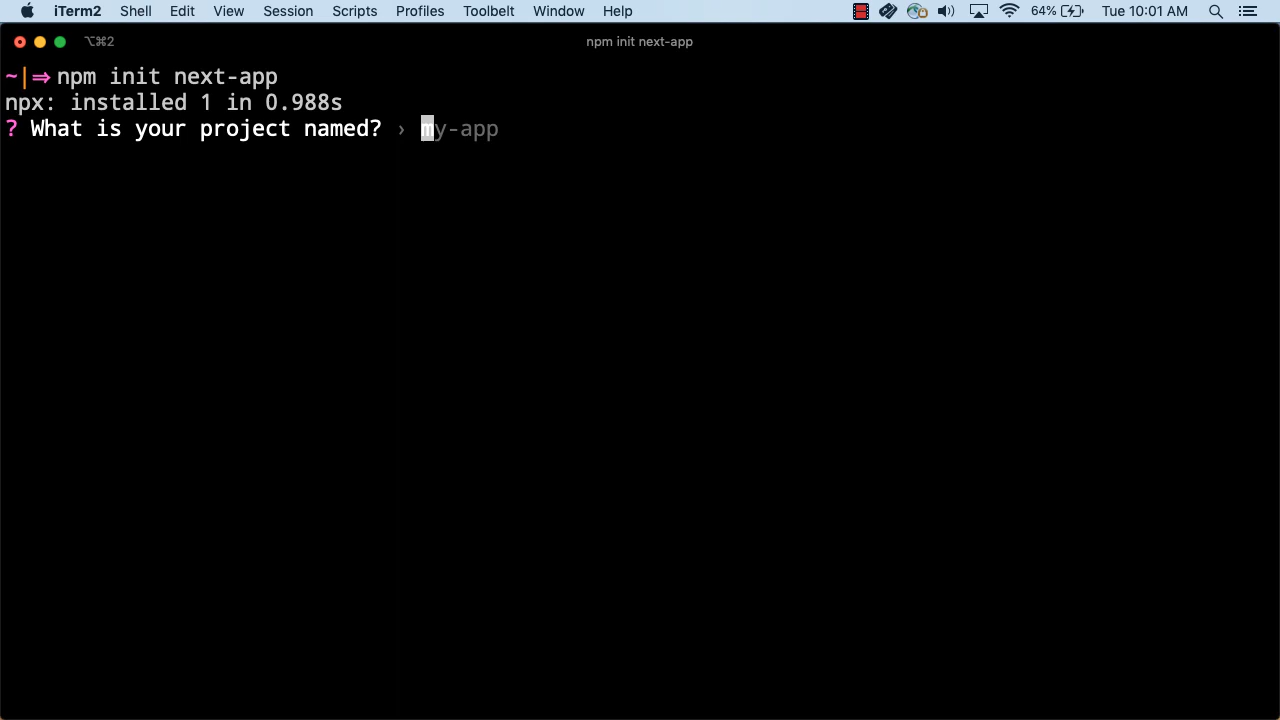 iTerm2 Shell Edit View Session Scripts Profiles Toolbelt Window Help 64% Tue 10:01 AM
⌥⌘2 npm init next-app
~|⇒ npm init next-app
npx: installed 1 in 0.988s
? What is your project named? › my-app